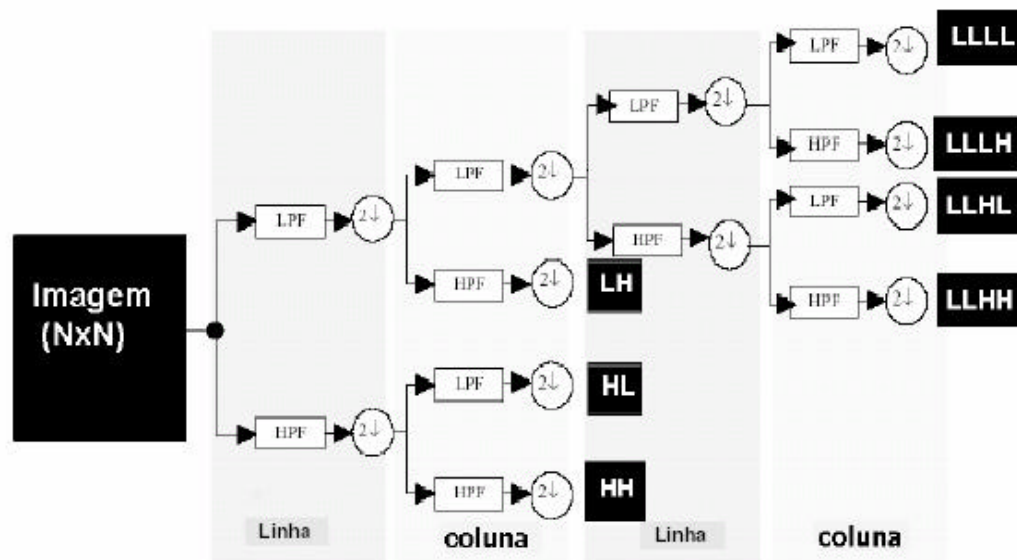 LPF
2↓
LLLL
LPF
2↓
HPF
2↓
LLLH
LPF
2↓
LPF
2↓
LLHL
LPF
2↓
HPF
2↓
Imagem
(NxN)
HPF
2↓
LH
HPF
2↓
LLHH
LPF
2↓
HL
HPF
2↓
HPF
2↓
HH
Linha
coluna
Linha
coluna